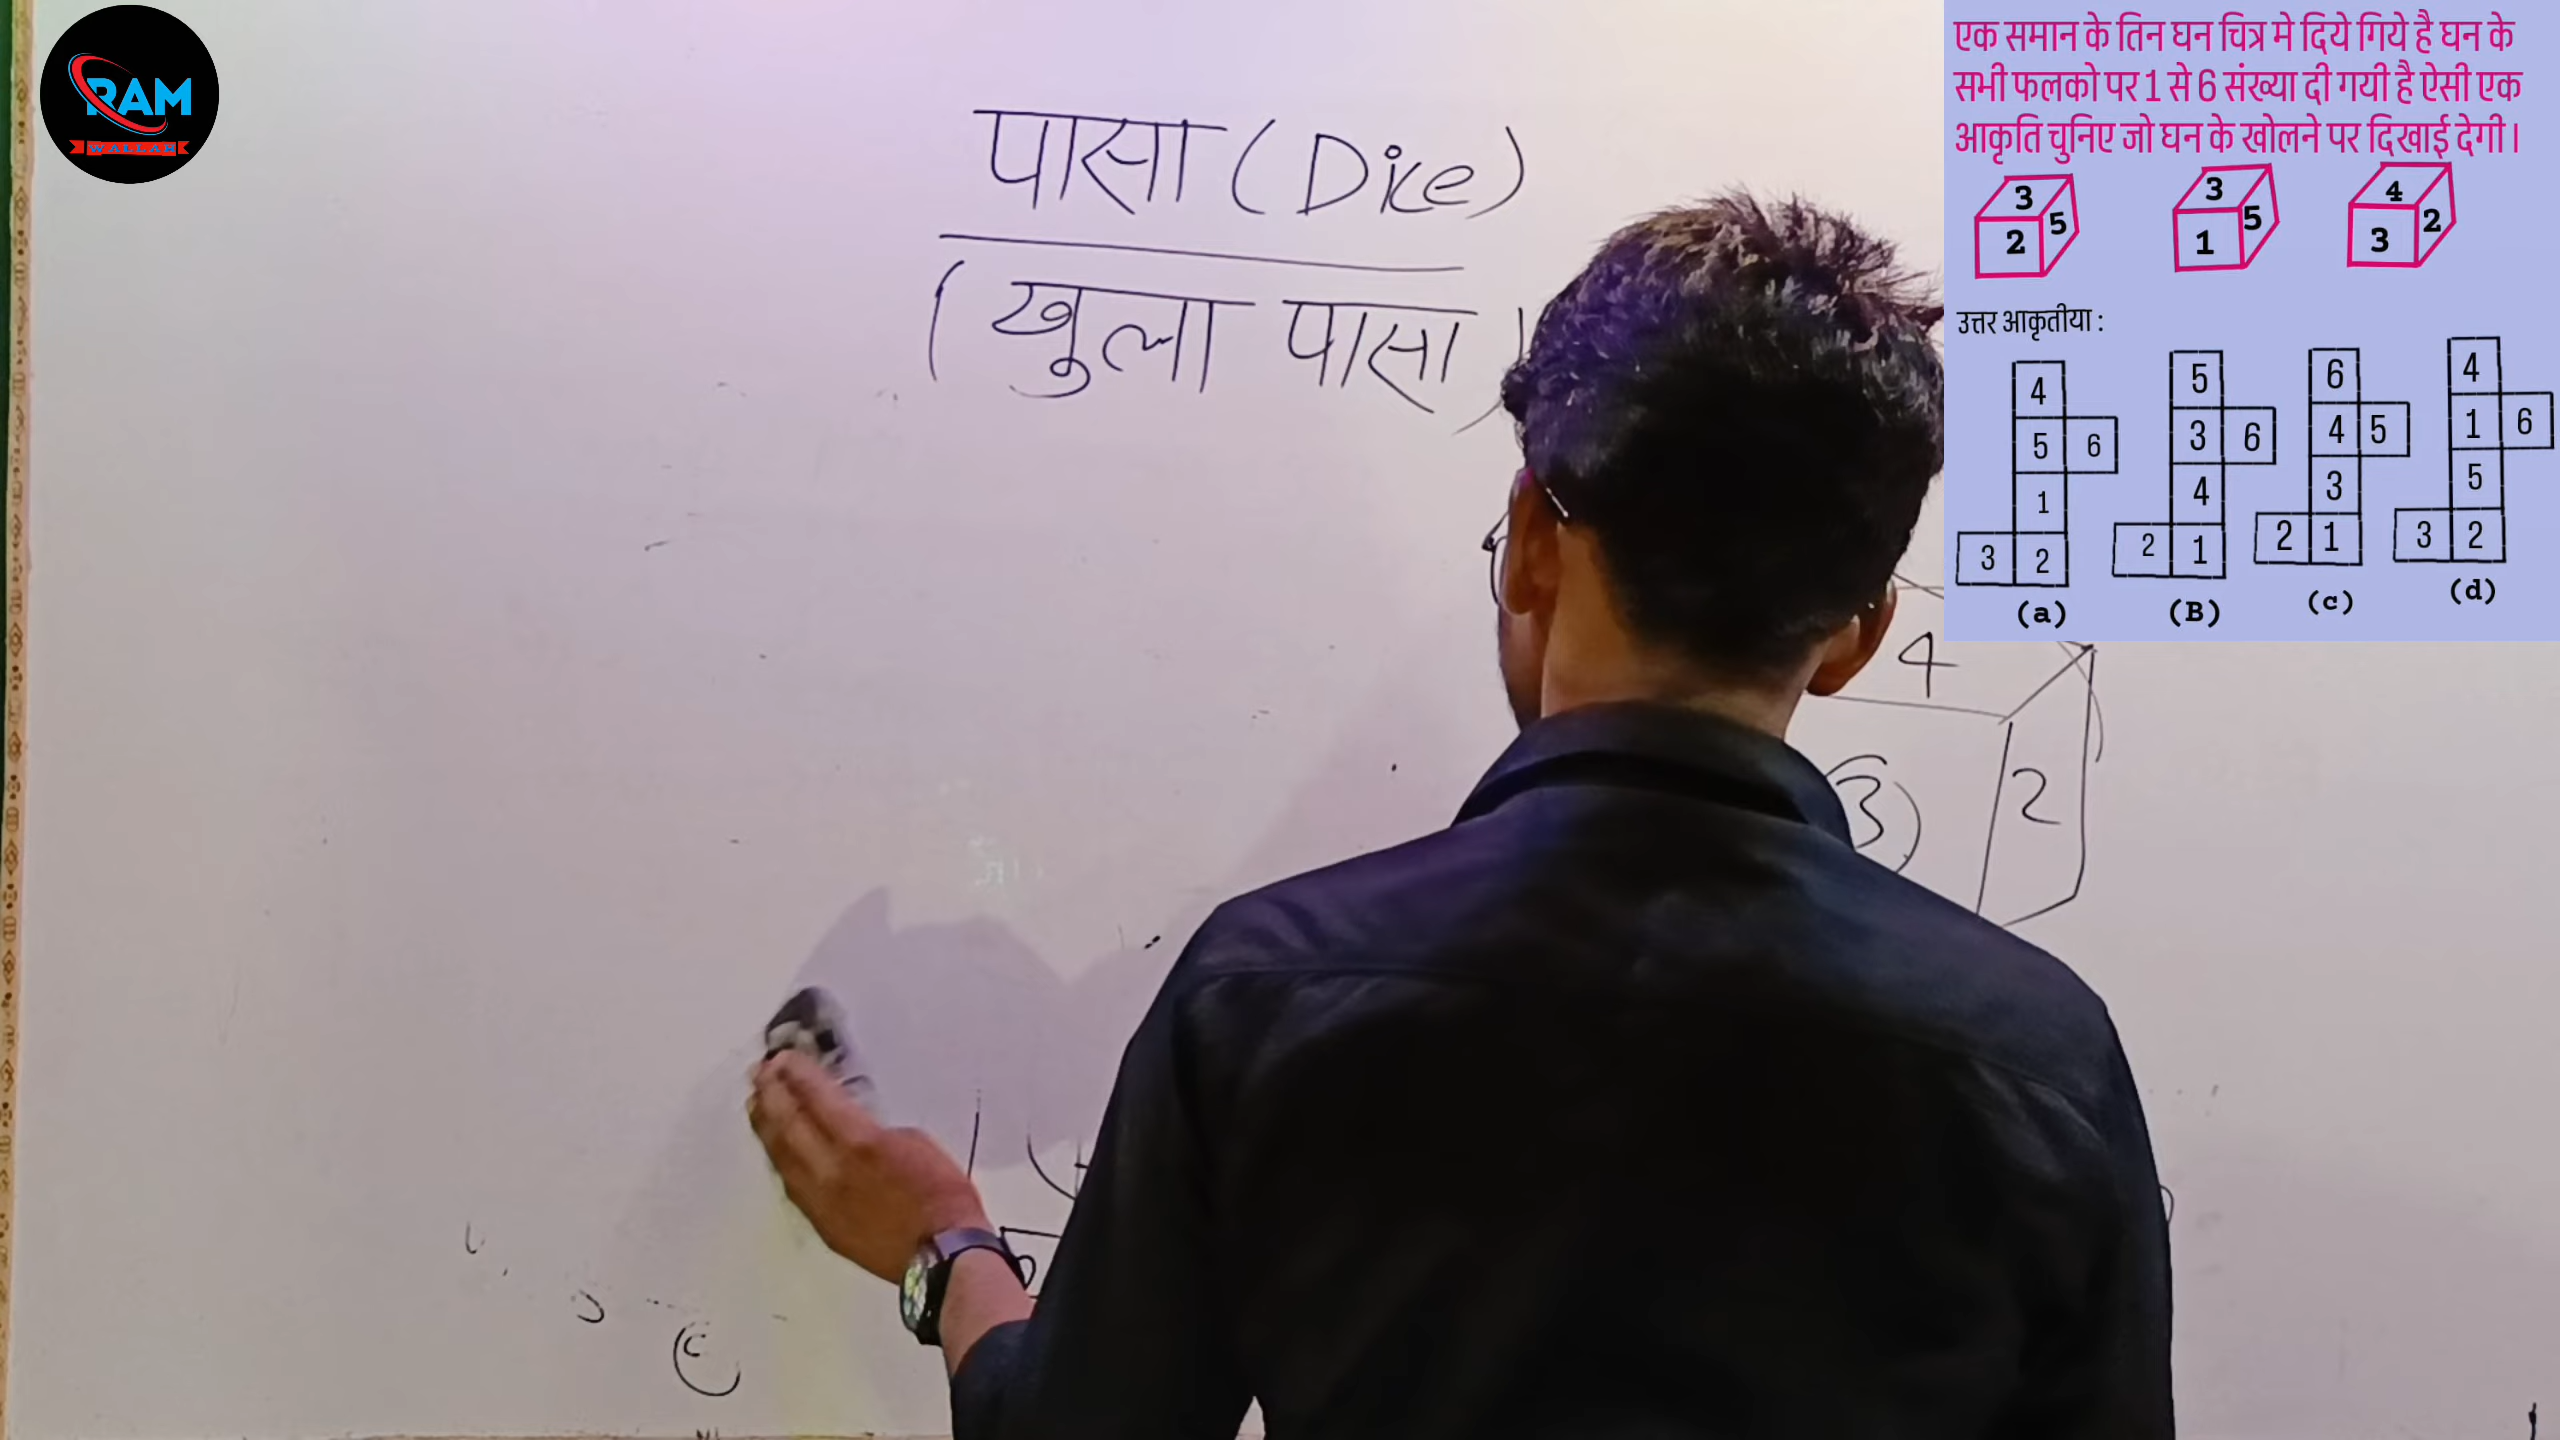 RAM
WALLAH
पासा (Dice)
(खुला पासा)
4
3
2
एक समान के तिन घन चित्र मे दिये गिये है घन के
सभी फलको पर 1 से 6 संख्या दी गयी है ऐसी एक
आकृति चुनिए जो घन के खोलने पर दिखाई देगी।
3 3 4
2 5 1 5 3 2
उत्तर आकृतीया :
4 5 6 4
5 6 3 6 4 5 1 6
1 4 3 5
3 2 2 1 2 1 3 2
(a) (B) (c) (d)